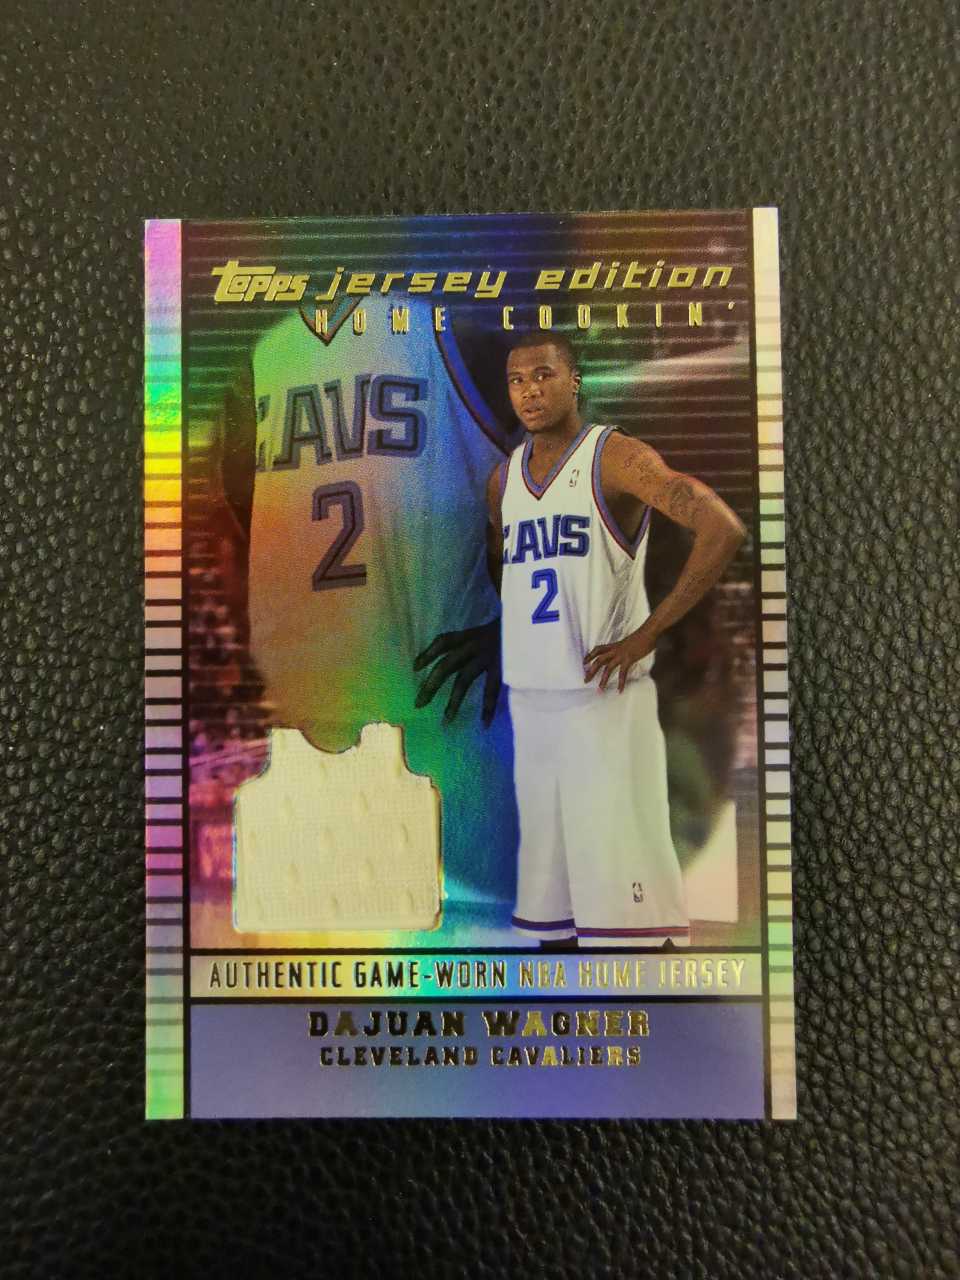 Topps jersey edition
HOME COOKIN'
CAVS
2
CAVS
2
AUTHENTIC GAME-WORN NBA HOME JERSEY
DAJUAN WAGNER
CLEVELAND CAVALIERS